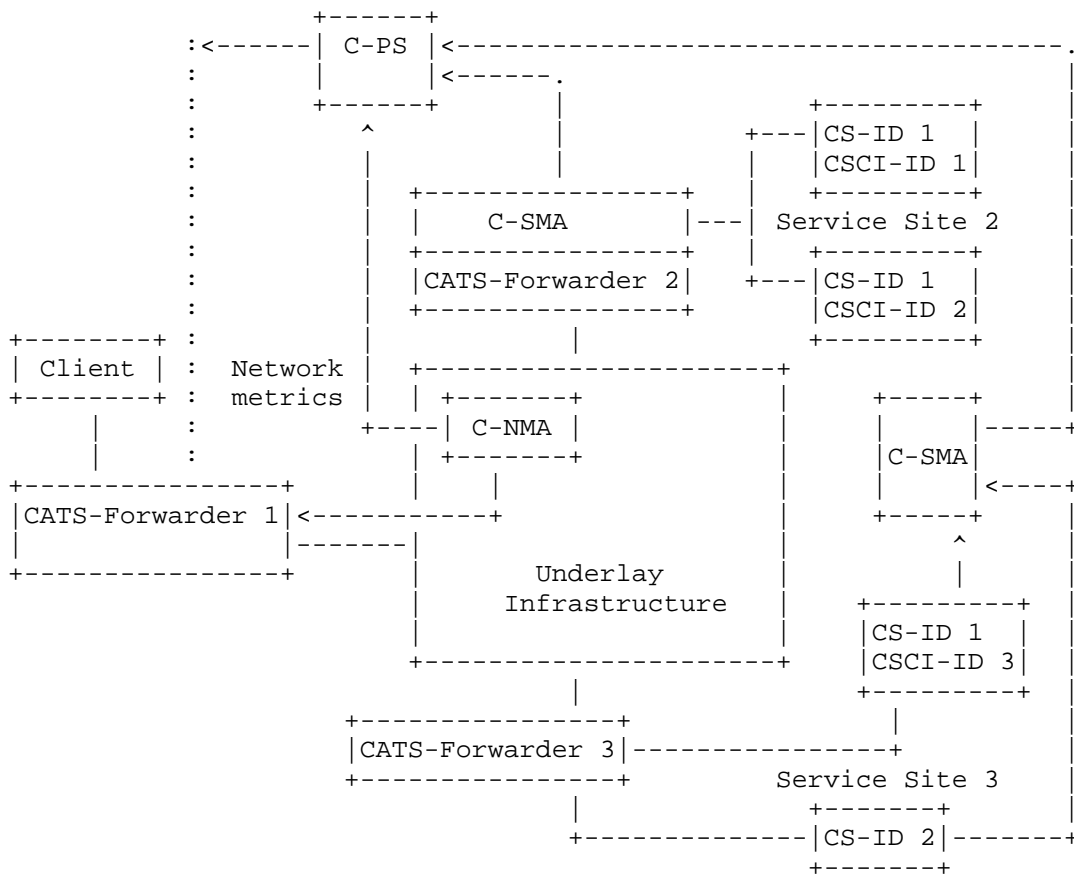 C-PS
CS-ID 1
CSCI-ID 1
C-SMA
Service Site 2
CATS-Forwarder 2
CS-ID 1
CSCI-ID 2
Client
Network
metrics
C-NMA
C-SMA
CATS-Forwarder 1
Underlay
Infrastructure
CS-ID 1
CSCI-ID 3
CATS-Forwarder 3
Service Site 3
CS-ID 2